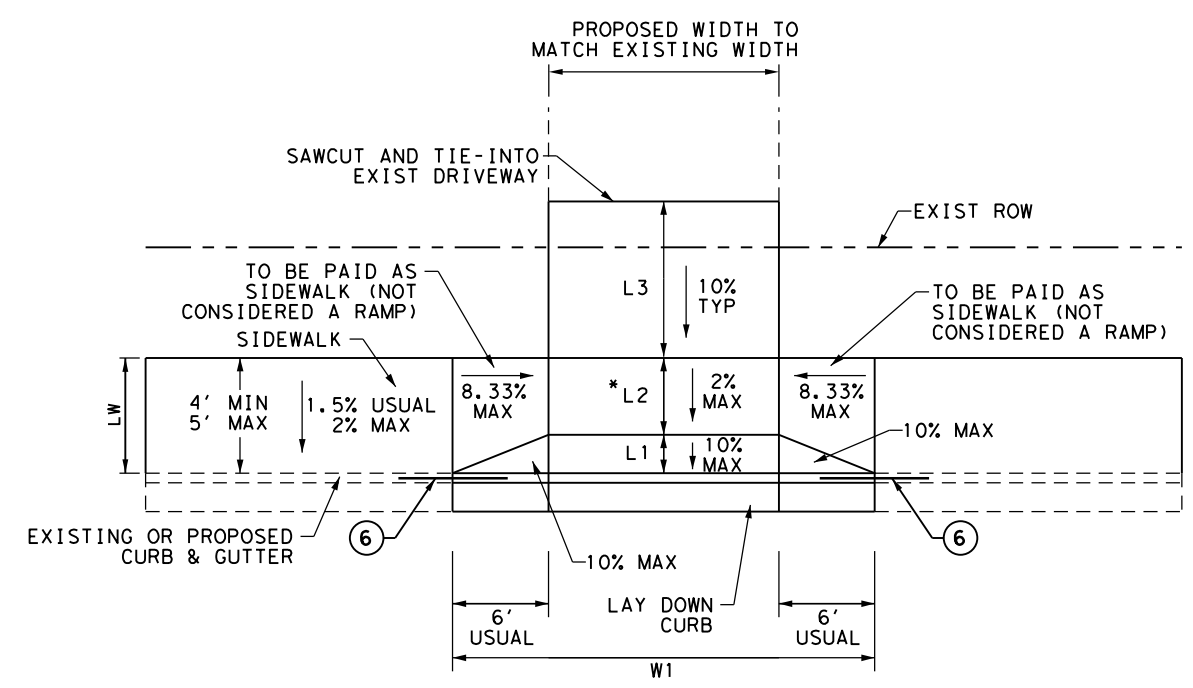 PROPOSED WIDTH TO
MATCH EXISTING WIDTH
SAWCUT AND TIE-INTO
EXIST DRIVEWAY
EXIST ROW
TO BE PAID AS
SIDEWALK (NOT
CONSIDERED A RAMP)
SIDEWALK
L3
10%
TYP
TO BE PAID AS
SIDEWALK (NOT
CONSIDERED A RAMP)
LW
4' MIN
5' MAX
1.5% USUAL
2% MAX
8.33%
MAX
*L2
2%
MAX
8.33%
MAX
L1
10%
MAX
10% MAX
EXISTING OR PROPOSED
CURB & GUTTER
6
10% MAX
LAY DOWN
CURB
6
6'
USUAL
6'
USUAL
W1